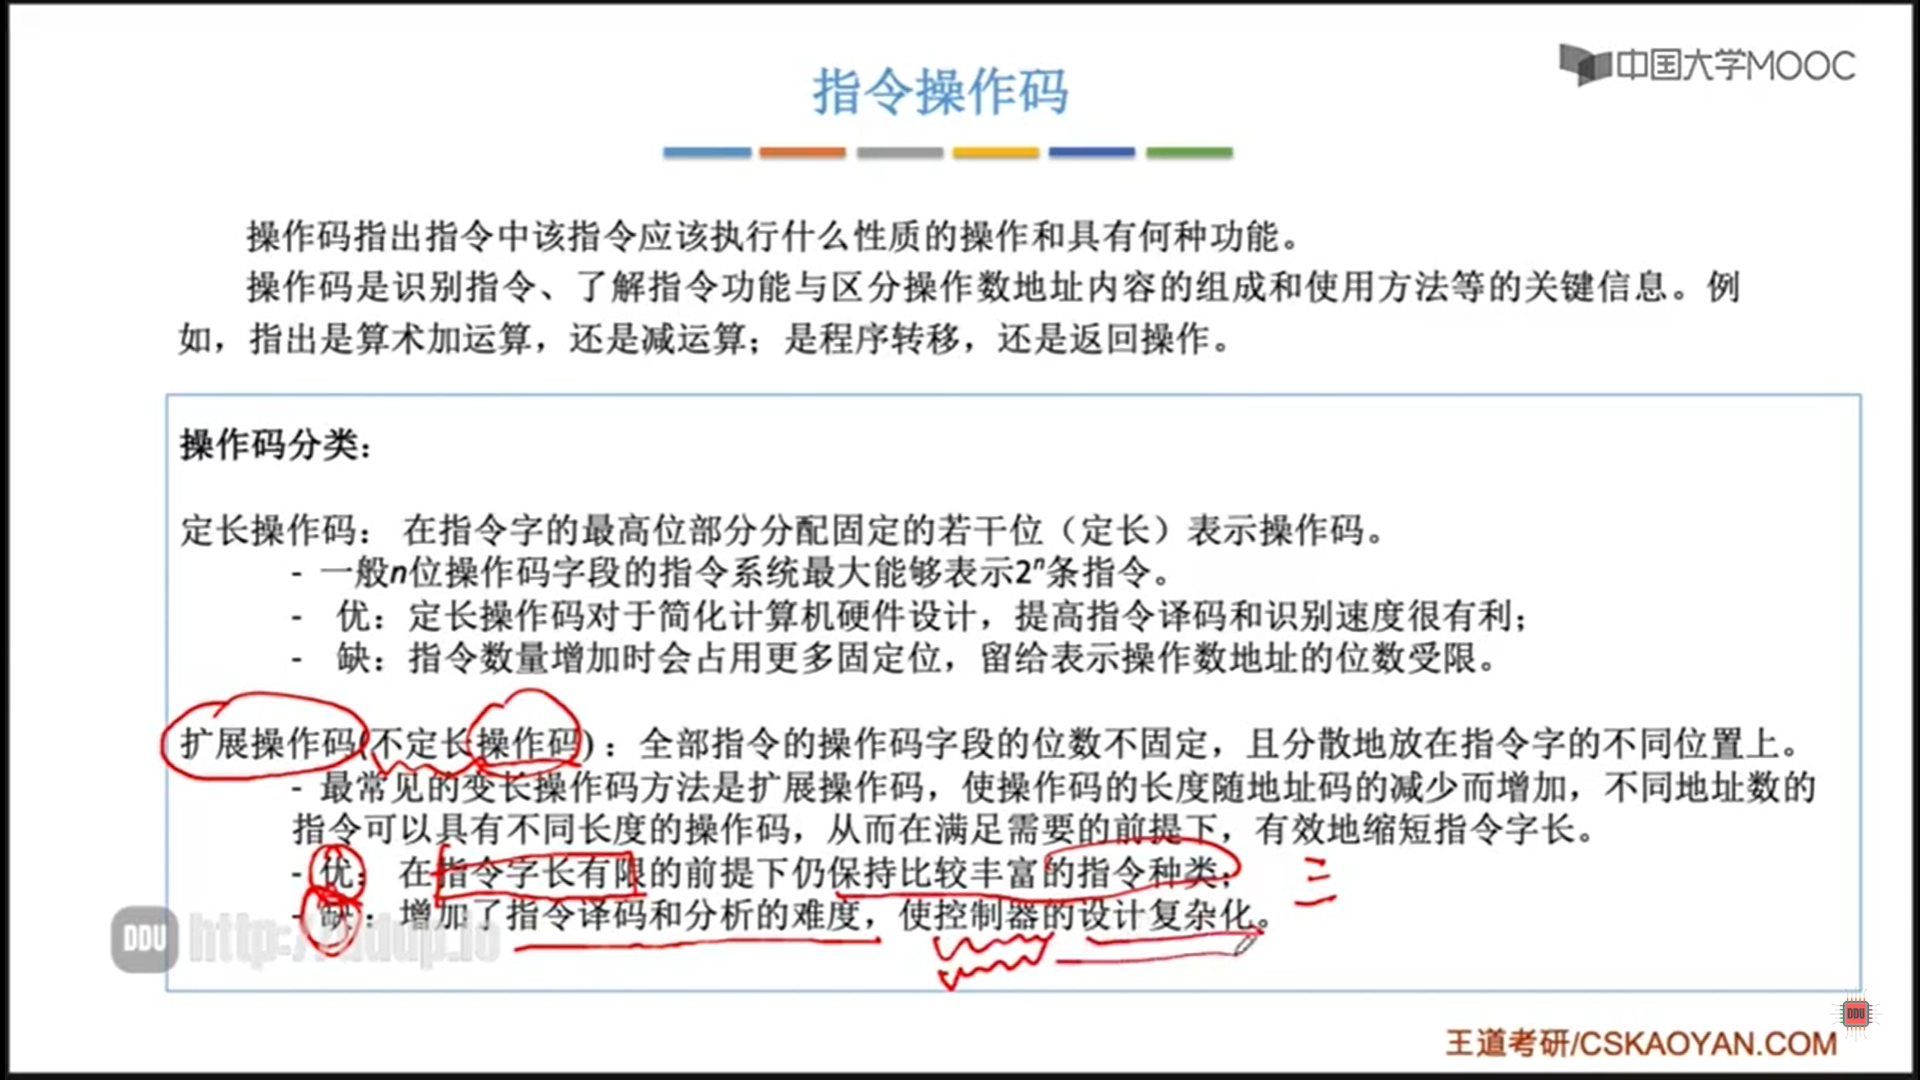 中国大学MOOC
指令操作码
操作码指出指令中该指令应该执行什么性质的操作和具有何种功能。
操作码是识别指令、了解指令功能与区分操作数地址内容的组成和使用方法等的关键信息。例
如，指出是算术加运算，还是减运算；是程序转移，还是返回操作。
操作码分类：
定长操作码： 在指令字的最高位部分分配固定的若干位（定长）表示操作码。
- 一般n位操作码字段的指令系统最大能够表示2ⁿ条指令。
- 优：定长操作码对于简化计算机硬件设计，提高指令译码和识别速度很有利；
- 缺：指令数量增加时会占用更多固定位，留给表示操作数地址的位数受限。
扩展操作码(不定长操作码)：全部指令的操作码字段的位数不固定，且分散地放在指令字的不同位置上。
- 最常见的变长操作码方法是扩展操作码，使操作码的长度随地址码的减少而增加，不同地址数的
指令可以具有不同长度的操作码，从而在满足需要的前提下，有效地缩短指令字长。
- 优： 在指令字长有限的前提下仍保持比较丰富的指令种类；
- 缺： 增加了指令译码和分析的难度，使控制器的设计复杂化。
DDU
DDU
王道考研/CSKAOYAN.COM